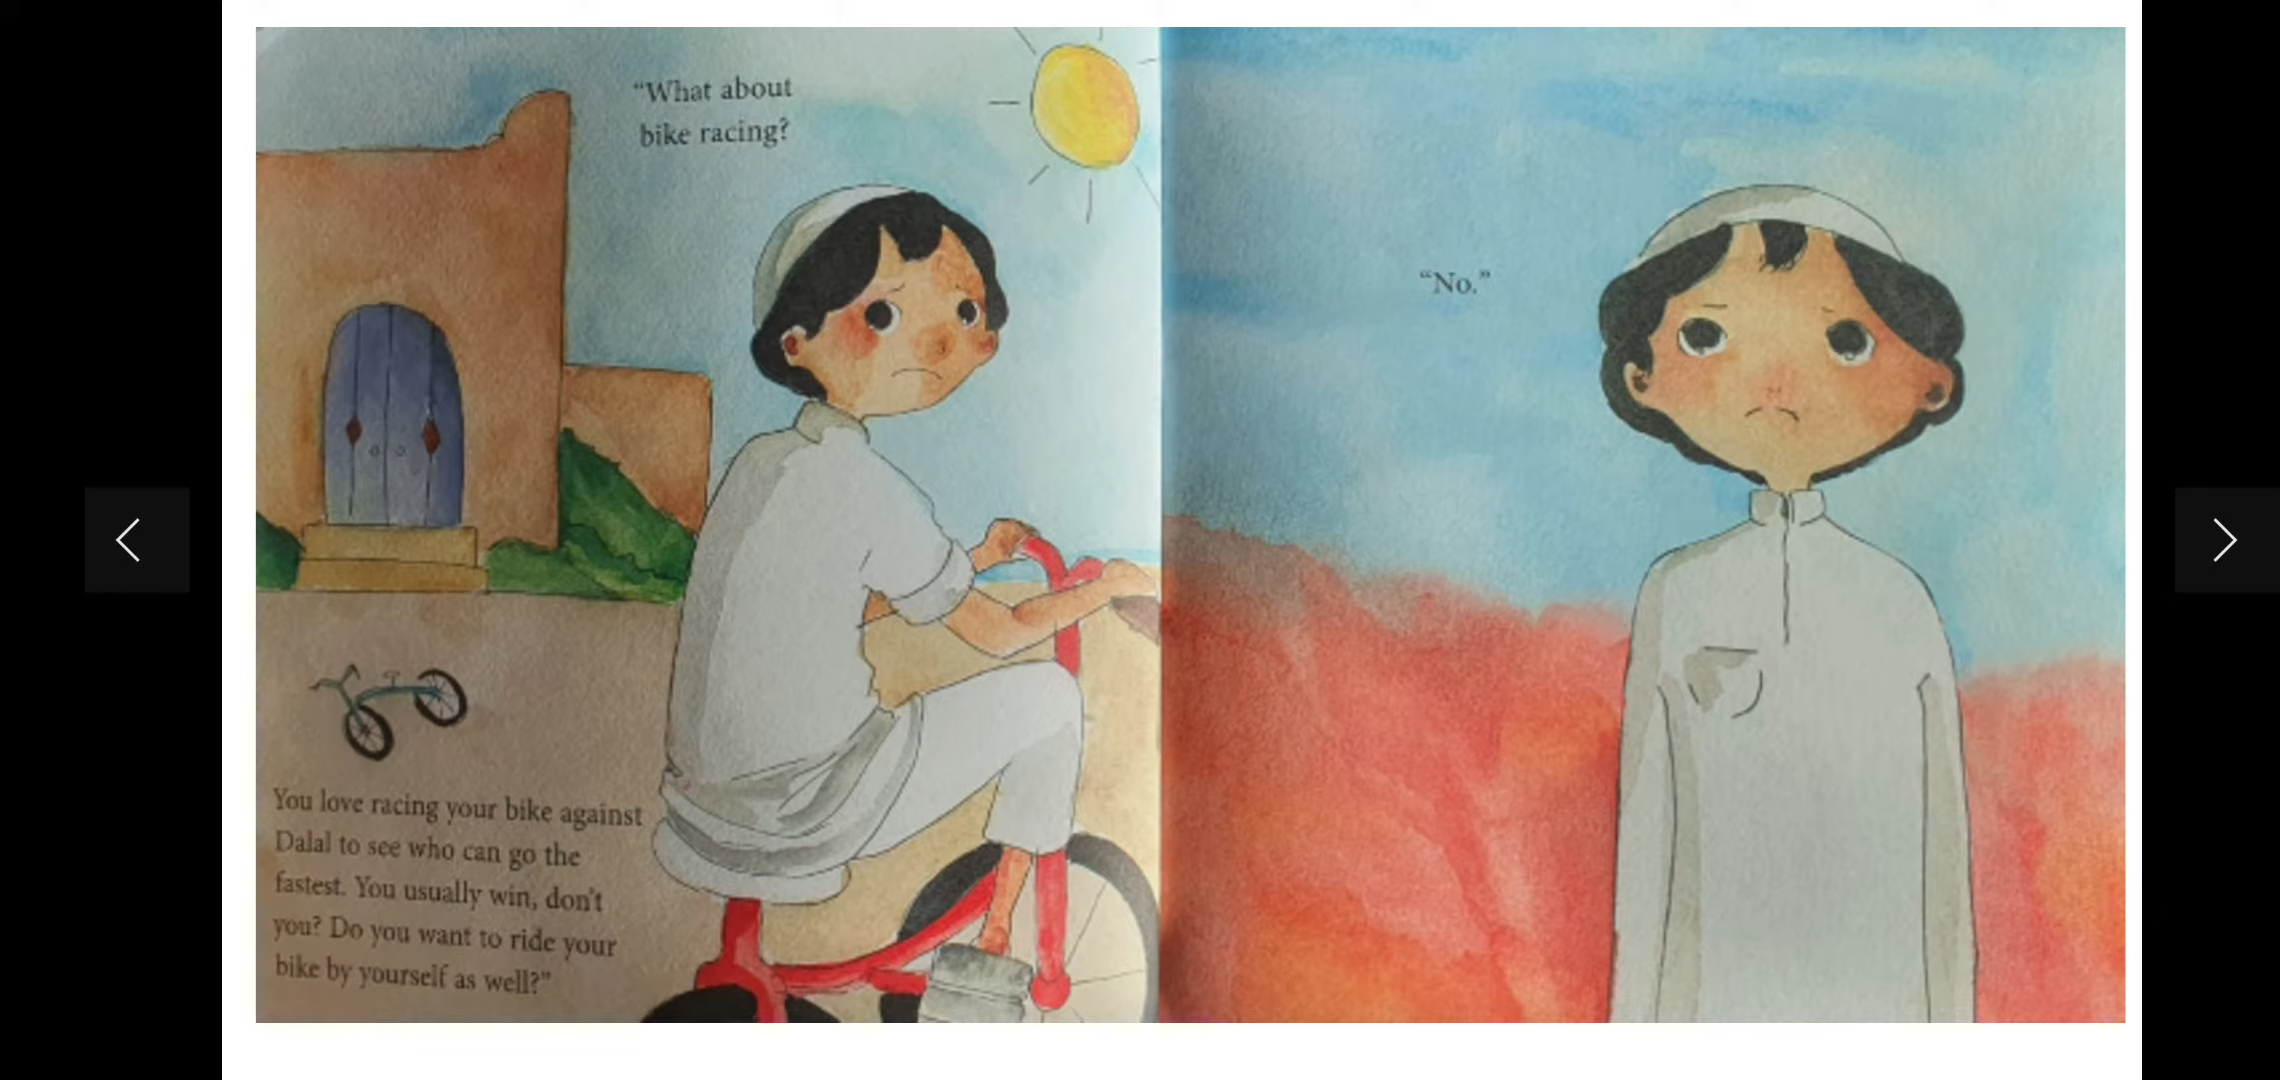 “What about
bike racing?
You love racing your bike against
Dalal to see who can go the
fastest. You usually win, don't
you? Do you want to ride your
bike by yourself as well?”
“No.”